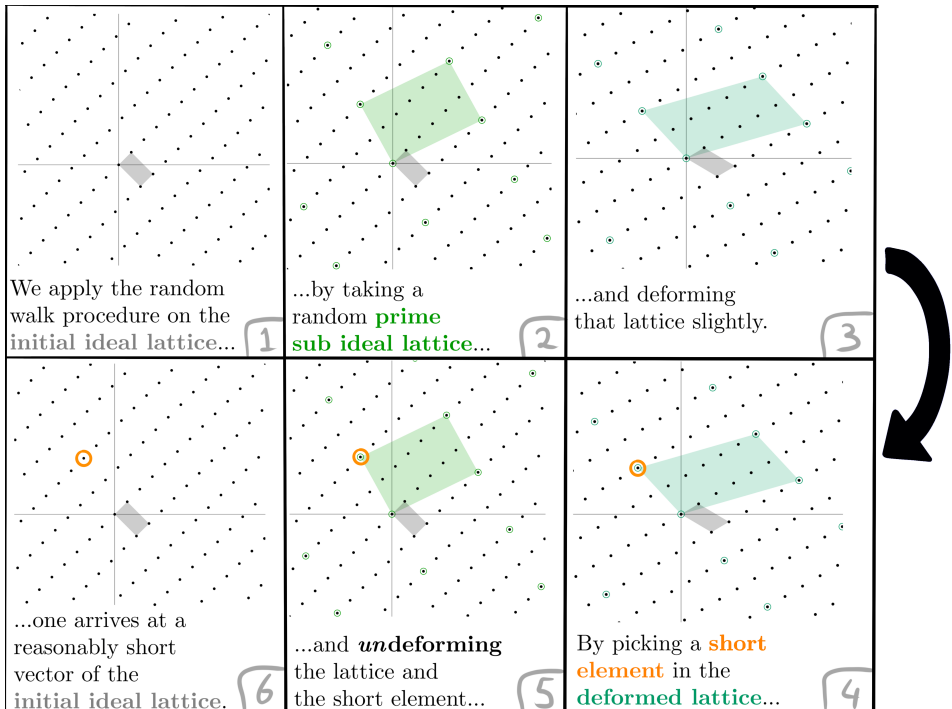 We apply the random
walk procedure on the
initial ideal lattice...
1
...by taking a
random prime
sub ideal lattice...
2
...and deforming
that lattice slightly.
3
By picking a short
element in the
deformed lattice...
4
...and undeforming
the lattice and
the short element...
5
...one arrives at a
reasonably short
vector of the
initial ideal lattice.
6